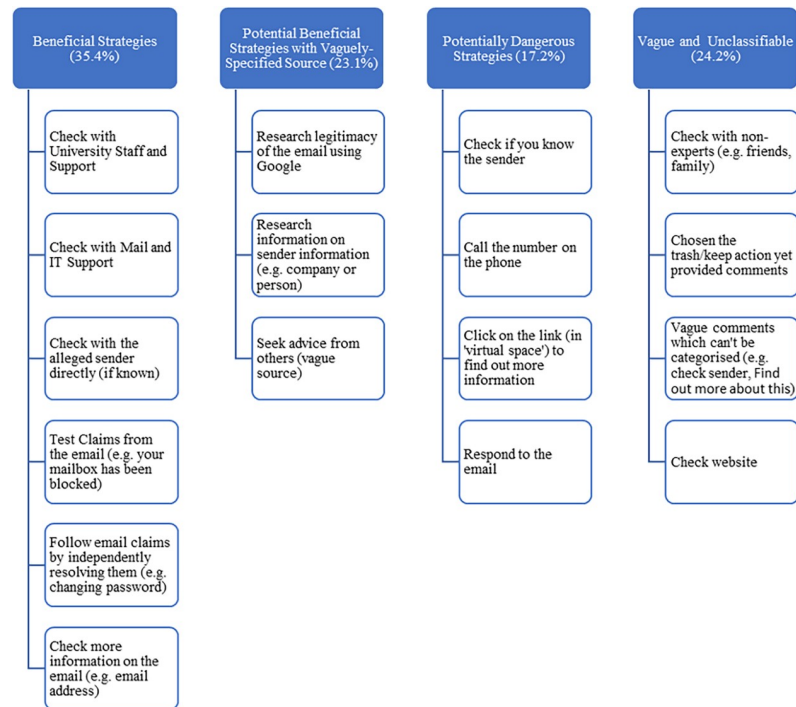 Beneficial Strategies
(35.4%)
Check with
University Staff and
Support
Check with Mail and
IT Support
Check with the
alleged sender
directly (if known)
Test Claims from
the email (e.g. your
mailbox has been
blocked)
Follow email claims
by independently
resolving them (e.g.
changing password)
Check more
information on the
email (e.g. email
address)
Potential Beneficial
Strategies with Vaguely-
Specified Source (23.1%)
Research legitimacy
of the email using
Google
Research
information on
sender information
(e.g. company or
person)
Seek advice from
others (vague
source)
Potentially Dangerous
Strategies (17.2%)
Check if you know
the sender
Call the number on
the phone
Click on the link (in
'virtual space') to
find out more
information
Respond to the
email
Vague and Unclassifiable
(24.2%)
Check with non-
experts (e.g. friends,
family)
Chosen the
trash/keep action yet
provided comments
Vague comments
which can't be
categorised (e.g.
check sender, Find
out more about this)
Check website